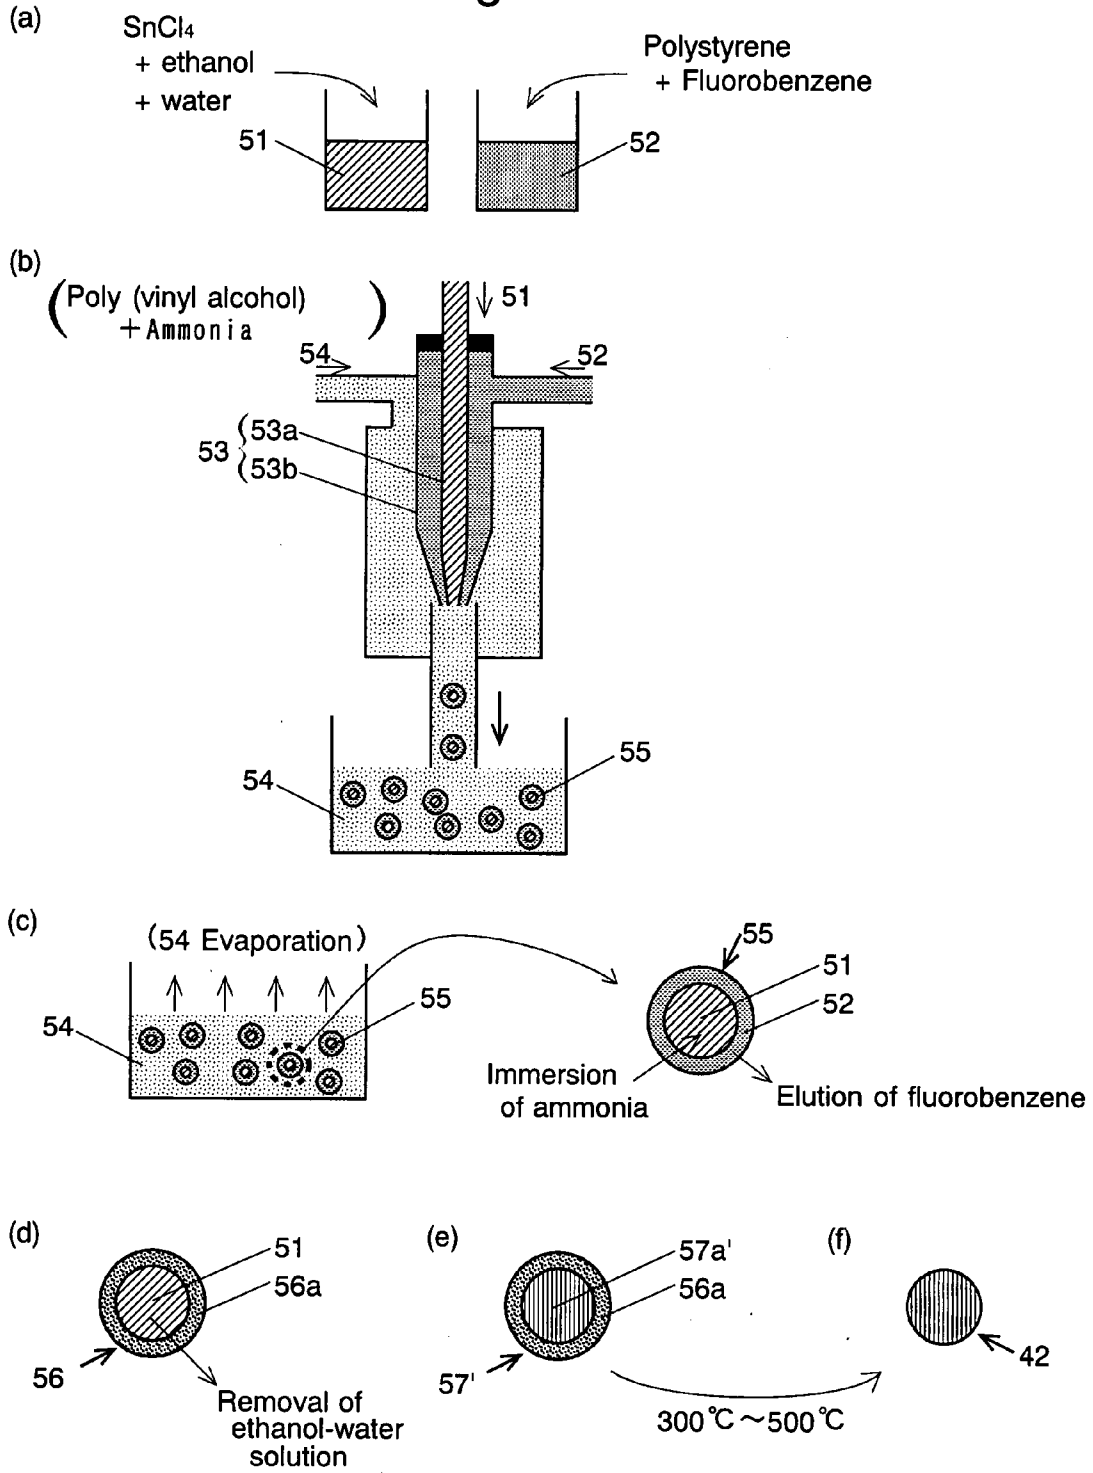 (a)
SnCl4
+ ethanol
+ water
Polystyrene
+ Fluorobenzene
51
52
(b)
(Poly (vinyl alcohol)
+Ammonia)
51
54
52
53
{53a
{53b
55
54
(c)
(54 Evaporation)
55
54
55
51
52
Immersion
of ammonia
Elution of fluorobenzene
(d)
51
56a
56
Removal of
ethanol-water
solution
(e)
57a'
56a
57'
300℃～500℃
(f)
42